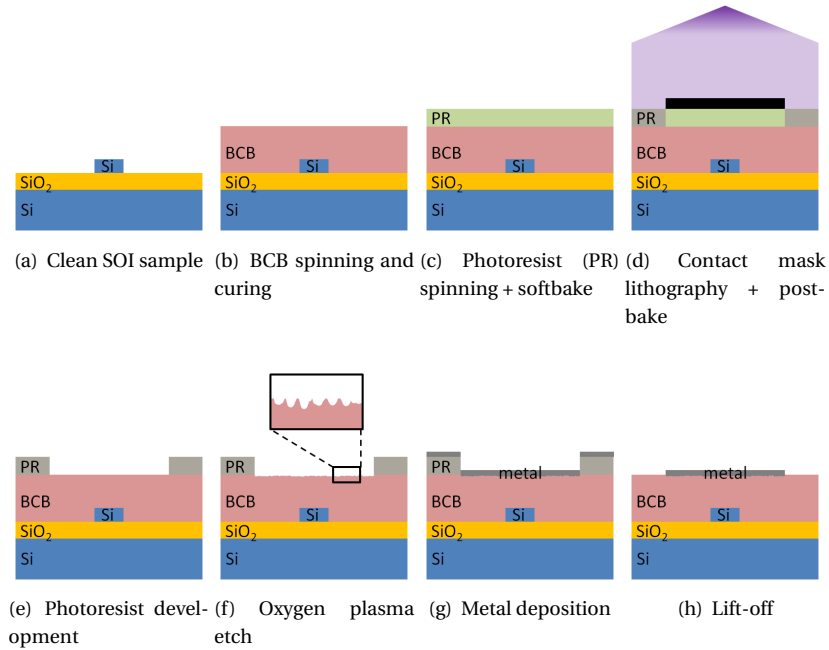 Si
SiO2
Si
(a) Clean SOI sample
BCB
Si
SiO2
Si
(b) BCB spinning and
curing
PR
BCB
Si
SiO2
Si
(c) Photoresist (PR)
spinning + softbake
PR
BCB
Si
SiO2
Si
(d) Contact mask
lithography + post-
bake
PR
BCB
Si
SiO2
Si
(e) Photoresist devel-
opment
PR
BCB
Si
SiO2
Si
(f) Oxygen plasma
etch
PR
metal
BCB
Si
SiO2
Si
(g) Metal deposition
metal
BCB
Si
SiO2
Si
(h) Lift-off